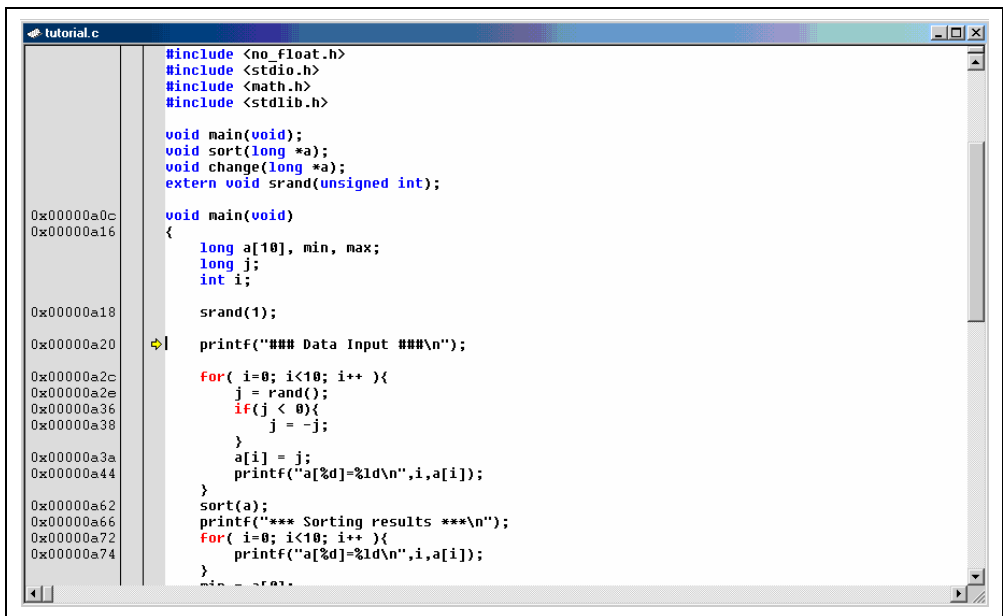 tutorial.c
#include <no_float.h>
#include <stdio.h>
#include <math.h>
#include <stdlib.h>
void main(void);
void sort(long *a);
void change(long *a);
extern void srand(unsigned int);
0x00000a0c void main(void)
0x00000a16 {
long a[10], min, max;
long j;
int i;
0x00000a18 srand(1);
0x00000a20 printf("### Data Input ###\n");
0x00000a2c for( i=0; i<10; i++ ){
0x00000a2e j = rand();
0x00000a36 if(j < 0){
0x00000a38 j = -j;
}
0x00000a3a a[i] = j;
0x00000a44 printf("a[%d]=%ld\n",i,a[i]);
}
0x00000a62 sort(a);
0x00000a66 printf("*** Sorting results ***\n");
0x00000a72 for( i=0; i<10; i++ ){
0x00000a74 printf("a[%d]=%ld\n",i,a[i]);
}
min = a[0];